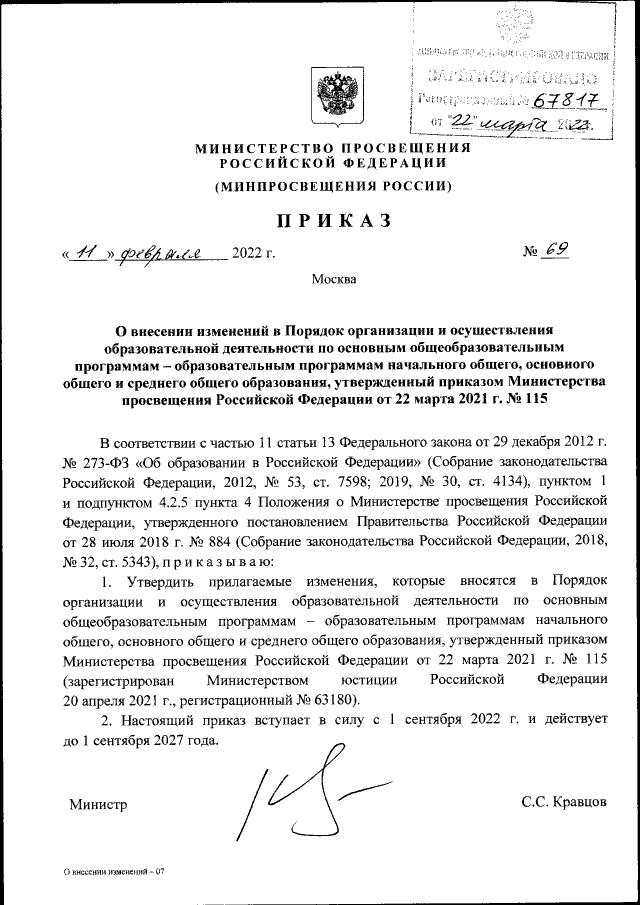 МИНИСТЕРСТВО ЮСТИЦИИ РОССИЙСКОЙ ФЕДЕРАЦИИ
ЗАРЕГИСТРИРОВАНО
Регистрационный № 67817
от "22" марта 2022.
МИНИСТЕРСТВО ПРОСВЕЩЕНИЯ
РОССИЙСКОЙ ФЕДЕРАЦИИ
(МИНПРОСВЕЩЕНИЯ РОССИИ)
ПРИКАЗ
« 11 » февраля 2022 г.
№ 69
Москва
О внесении изменений в Порядок организации и осуществления
образовательной деятельности по основным общеобразовательным
программам – образовательным программам начального общего, основного
общего и среднего общего образования, утвержденный приказом Министерства
просвещения Российской Федерации от 22 марта 2021 г. № 115
В соответствии с частью 11 статьи 13 Федерального закона от 29 декабря 2012 г.
№ 273-ФЗ «Об образовании в Российской Федерации» (Собрание законодательства
Российской Федерации, 2012, № 53, ст. 7598; 2019, № 30, ст. 4134), пунктом 1
и подпунктом 4.2.5 пункта 4 Положения о Министерстве просвещения Российской
Федерации, утвержденного постановлением Правительства Российской Федерации
от 28 июля 2018 г. № 884 (Собрание законодательства Российской Федерации, 2018,
№ 32, ст. 5343), п р и к а з ы в а ю:
1. Утвердить прилагаемые изменения, которые вносятся в Порядок
организации и осуществления образовательной деятельности по основным
общеобразовательным программам – образовательным программам начального
общего, основного общего и среднего общего образования, утвержденный приказом
Министерства просвещения Российской Федерации от 22 марта 2021 г. № 115
(зарегистрирован Министерством юстиции Российской Федерации
20 апреля 2021 г., регистрационный № 63180).
2. Настоящий приказ вступает в силу с 1 сентября 2022 г. и действует
до 1 сентября 2027 года.
Министр
С.С. Кравцов
О внесении изменений – 07